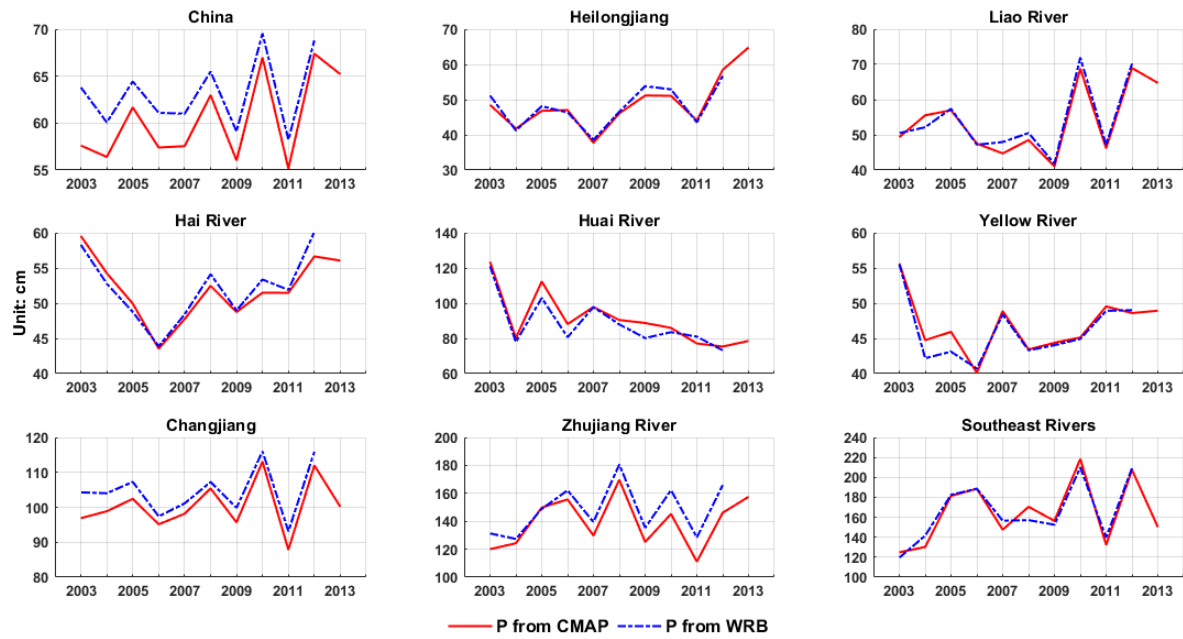 China
70
65
60
55
2003 2005 2007 2009 2011 2013
Heilongjiang
70
60
50
40
30
2003 2005 2007 2009 2011 2013
Liao River
80
70
60
50
40
2003 2005 2007 2009 2011 2013
Unit: cm
Hai River
60
55
50
45
40
2003 2005 2007 2009 2011 2013
Huai River
140
120
100
80
60
2003 2005 2007 2009 2011 2013
Yellow River
60
55
50
45
40
2003 2005 2007 2009 2011 2013
Changjiang
120
110
100
90
80
2003 2005 2007 2009 2011 2013
Zhujiang River
200
180
160
140
120
100
2003 2005 2007 2009 2011 2013
Southeast Rivers
240
220
200
180
160
140
120
100
2003 2005 2007 2009 2011 2013
P from CMAP P from WRB